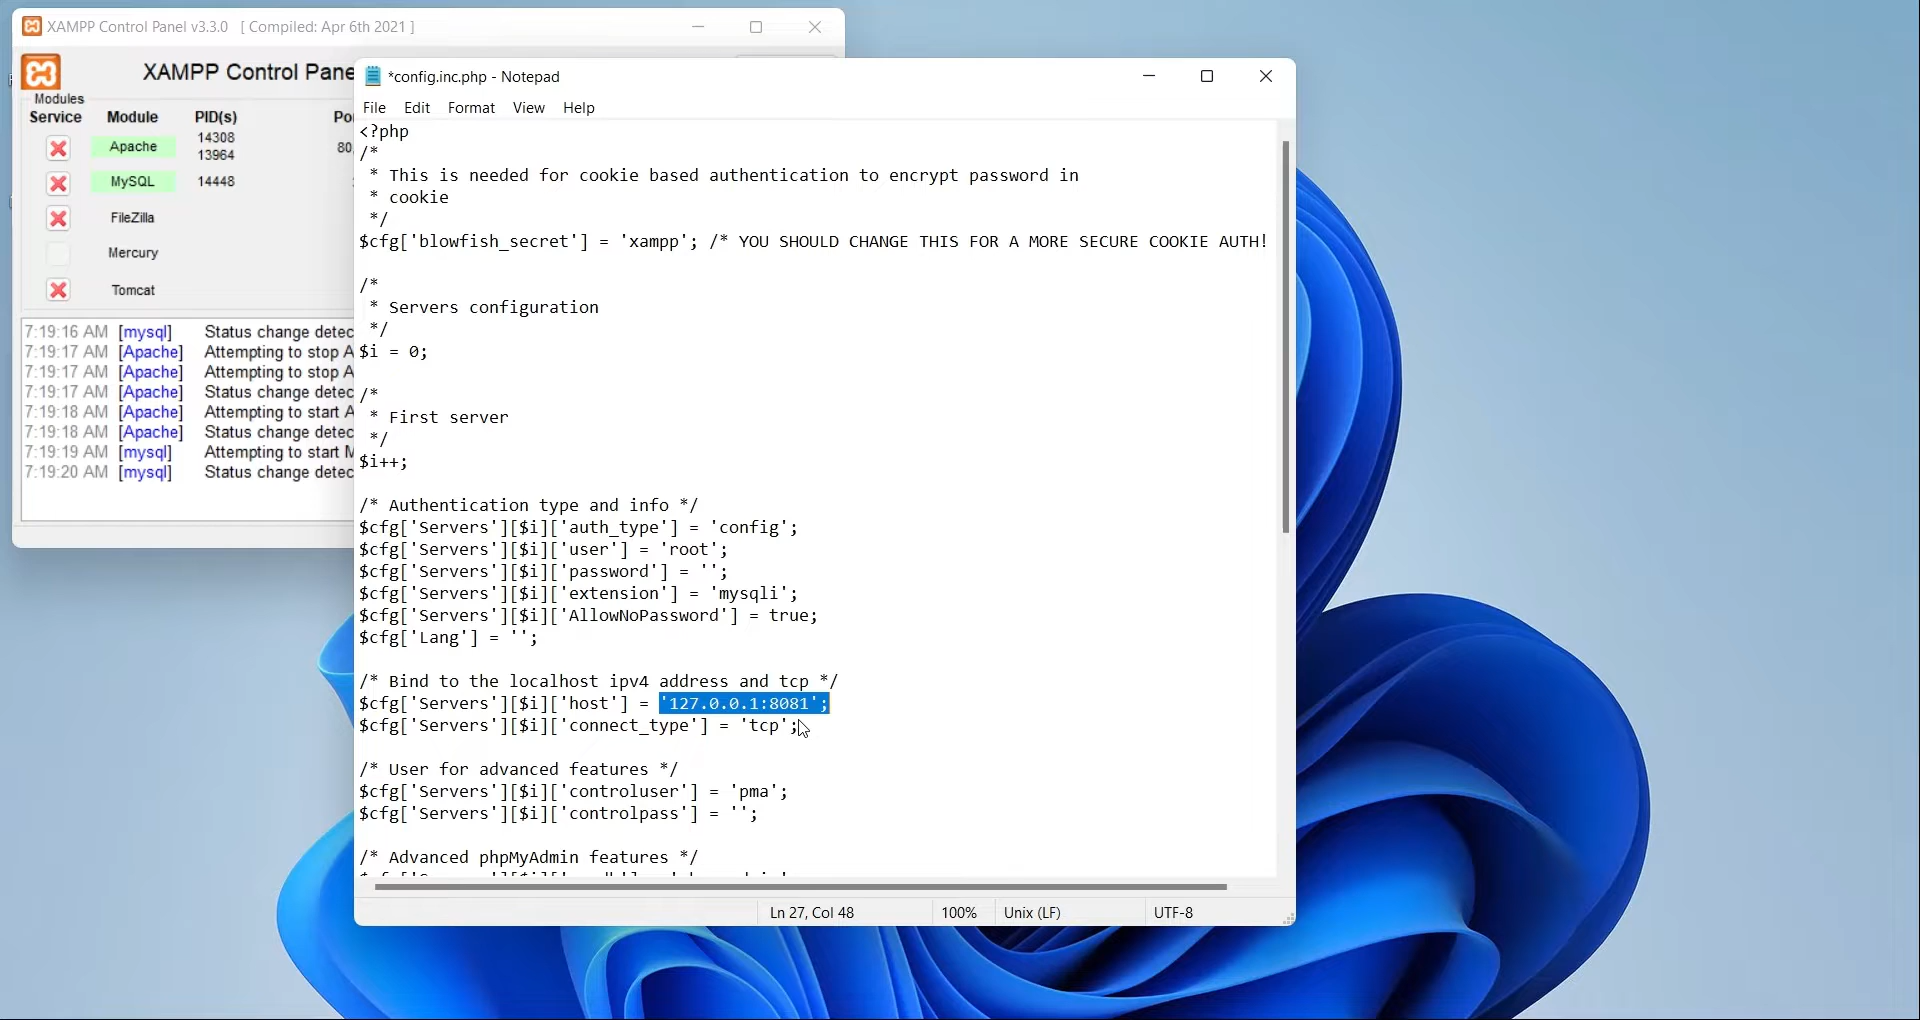 XAMPP Control Panel v3.3.0 [ Compiled: Apr 6th 2021 ]
XAMPP Control Pane
Modules
Service Module PID(s)
Apache 14308 13964 80,
MySQL 14448
FileZilla
Mercury
Tomcat
7:19:16 AM [mysql] Status change detec
7:19:17 AM [Apache] Attempting to stop A
7:19:17 AM [Apache] Attempting to stop A
7:19:17 AM [Apache] Status change detec
7:19:18 AM [Apache] Attempting to start A
7:19:18 AM [Apache] Status change detec
7:19:19 AM [mysql] Attempting to start M
7:19:20 AM [mysql] Status change detec
*config.inc.php - Notepad
File Edit Format View Help
<?php
/*
 * This is needed for cookie based authentication to encrypt password in
 * cookie
 */
$cfg['blowfish_secret'] = 'xampp'; /* YOU SHOULD CHANGE THIS FOR A MORE SECURE COOKIE AUTH!
/*
 * Servers configuration
 */
$i = 0;
/*
 * First server
 */
$i++;
/* Authentication type and info */
$cfg['Servers'][$i]['auth_type'] = 'config';
$cfg['Servers'][$i]['user'] = 'root';
$cfg['Servers'][$i]['password'] = '';
$cfg['Servers'][$i]['extension'] = 'mysqli';
$cfg['Servers'][$i]['AllowNoPassword'] = true;
$cfg['Lang'] = '';
/* Bind to the localhost ipv4 address and tcp */
$cfg['Servers'][$i]['host'] = '127.0.0.1:8081';
$cfg['Servers'][$i]['connect_type'] = 'tcp';
/* User for advanced features */
$cfg['Servers'][$i]['controluser'] = 'pma';
$cfg['Servers'][$i]['controlpass'] = '';
/* Advanced phpMyAdmin features */
Ln 27, Col 48 100% Unix (LF) UTF-8